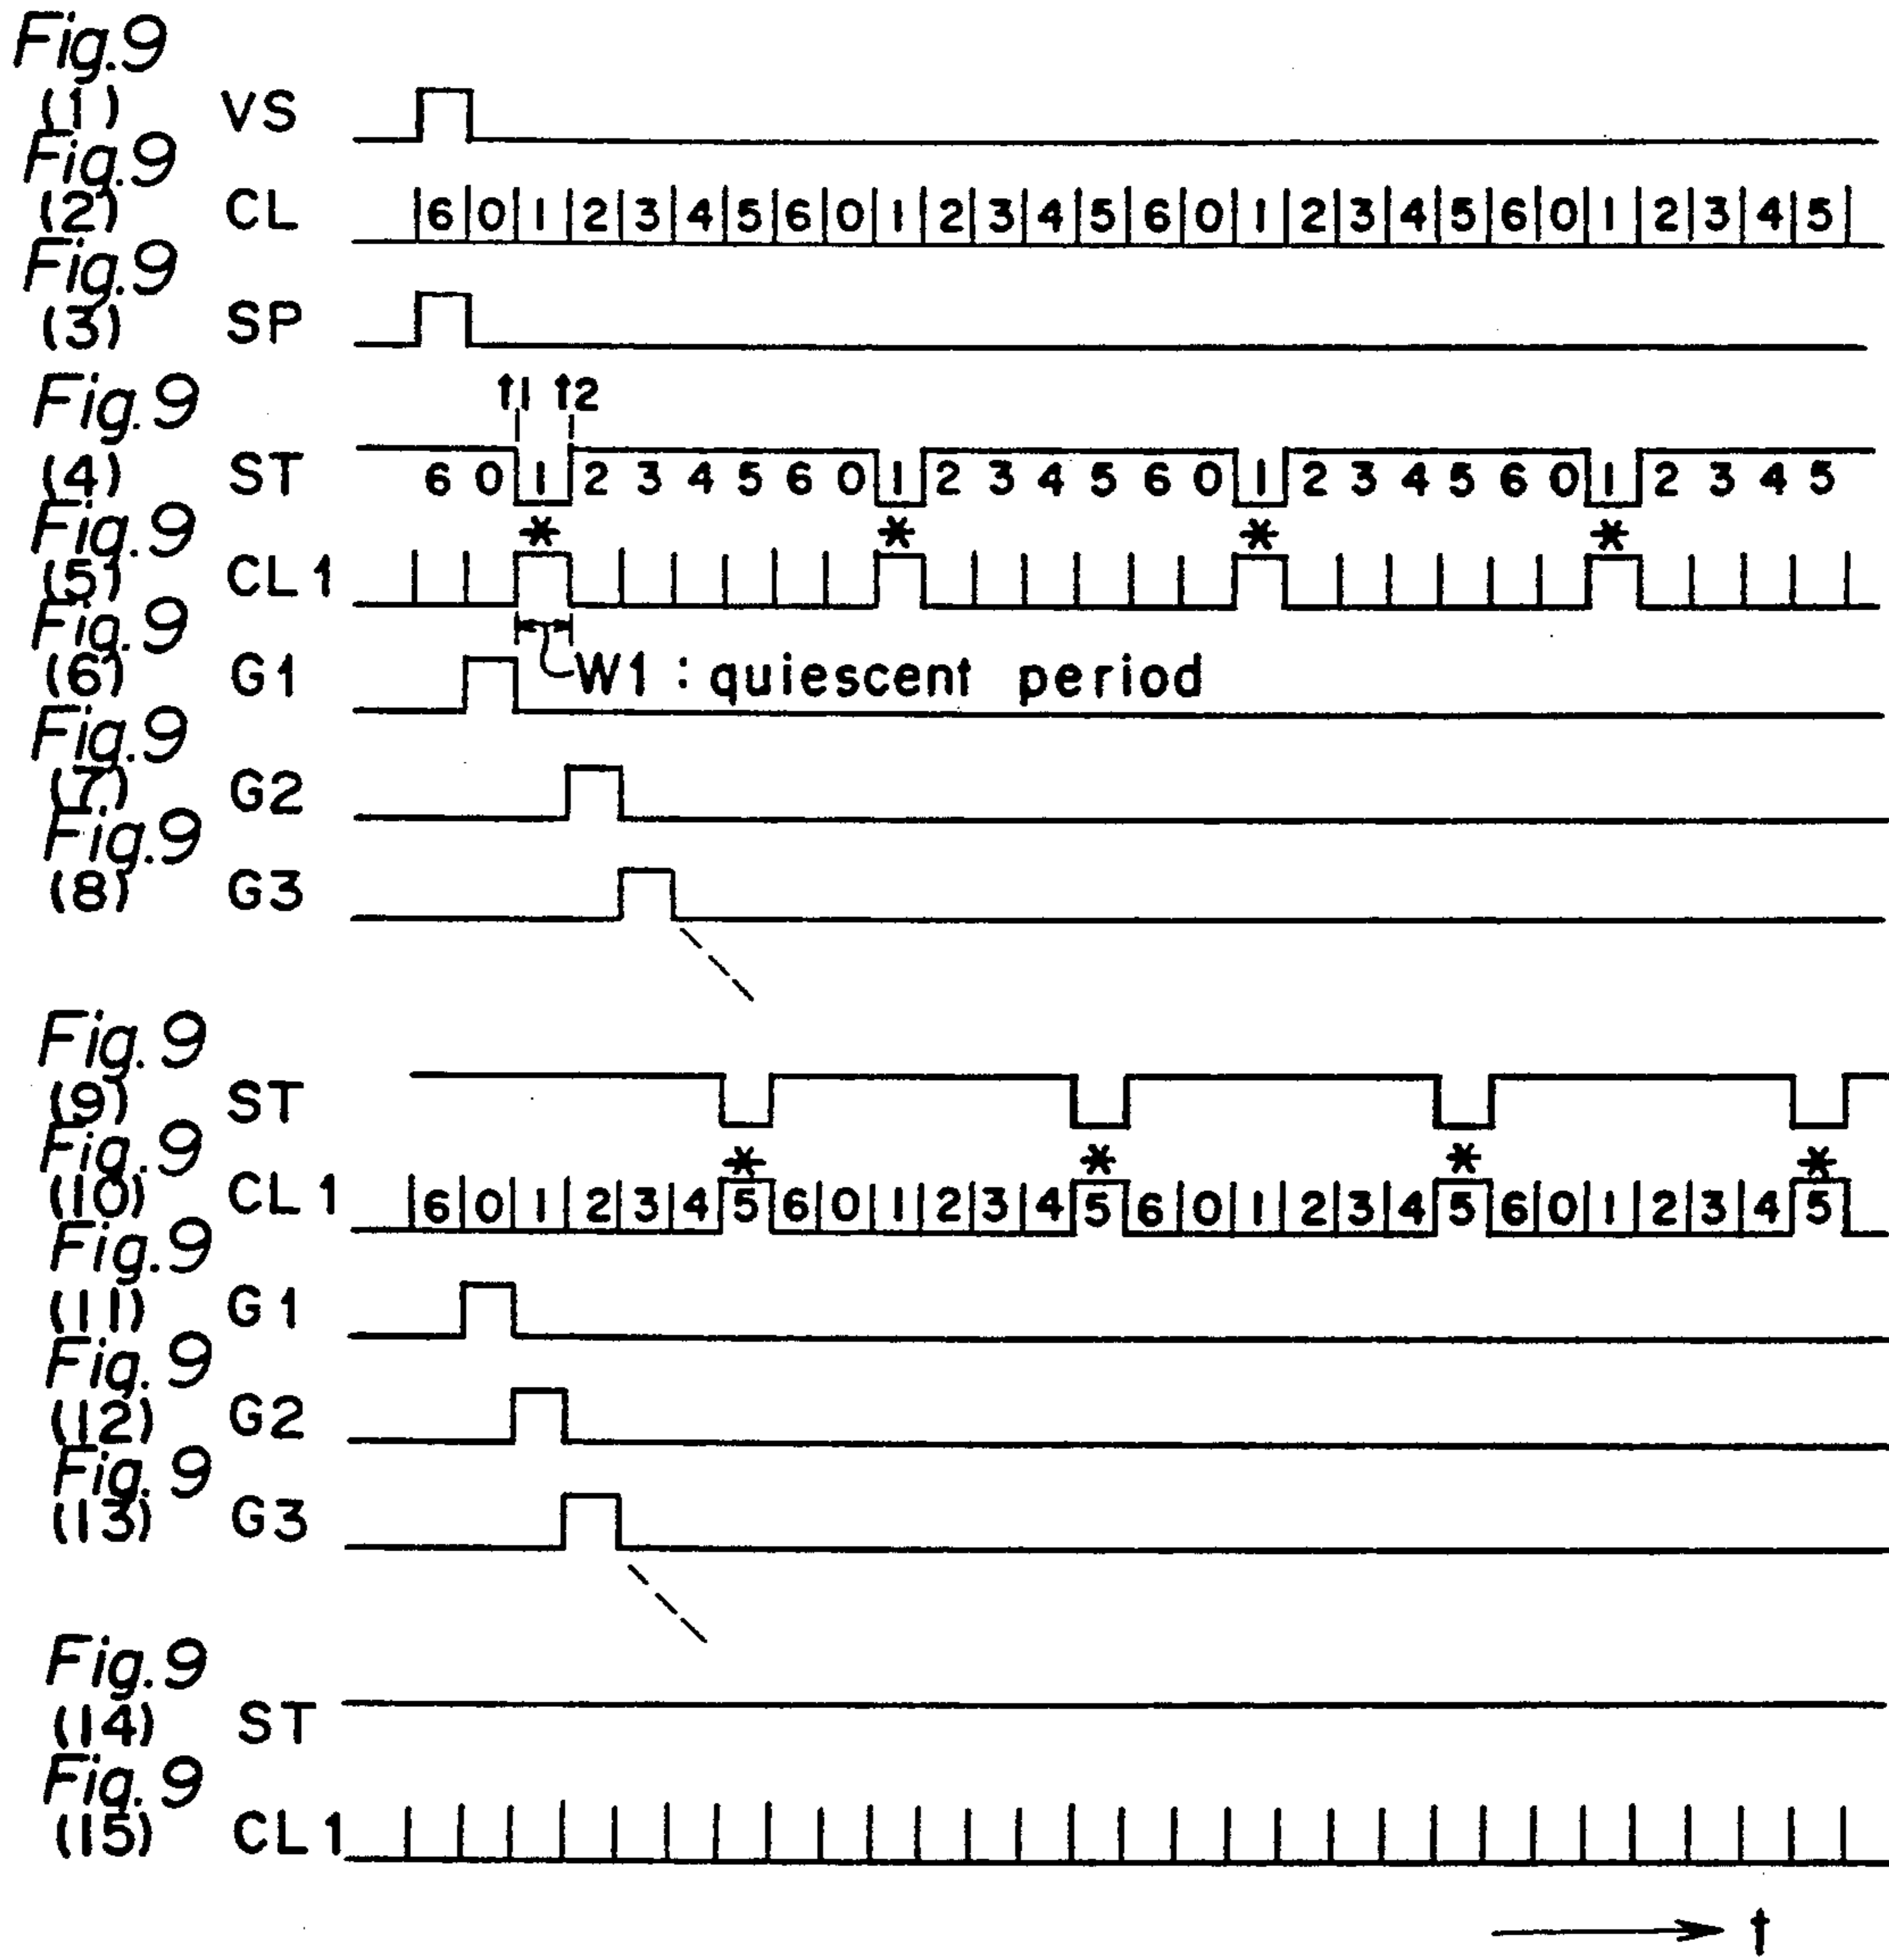 Fig.9
(1) VS
Fig.9
(2) CL 6 0 1 2 3 4 5 6 0 1 2 3 4 5 6 0 1 2 3 4 5 6 0 1 2 3 4 5
Fig.9
(3) SP
t1 t2
Fig.9
(4) ST 6 0 1 2 3 4 5 6 0 1 2 3 4 5 6 0 1 2 3 4 5 6 0 1 2 3 4 5
* * * *
Fig.9
(5) CL1
Fig.9
(6) G1 W1 : quiescent period
Fig.9
(7) G2
Fig.9
(8) G3
Fig.9
(9) ST
* * * *
Fig.9
(10) CL1 6 0 1 2 3 4 5 6 0 1 2 3 4 5 6 0 1 2 3 4 5 6 0 1 2 3 4 5
Fig.9
(11) G1
Fig.9
(12) G2
Fig.9
(13) G3
Fig.9
(14) ST
Fig.9
(15) CL1
t